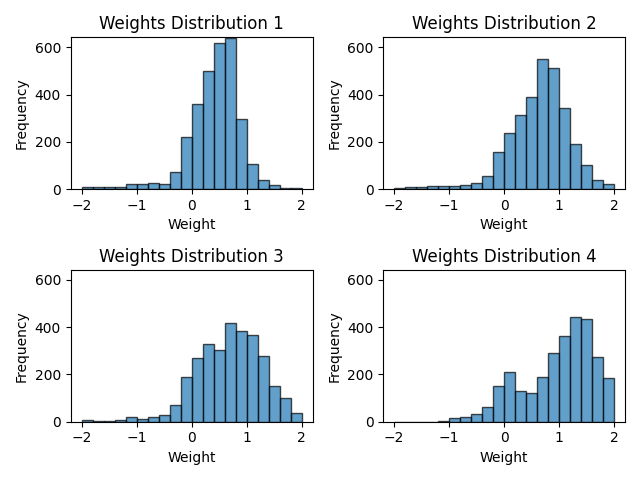 Weights Distribution 1
Frequency
600
400
200
0
−2 −1 0 1 2
Weight
Weights Distribution 2
Frequency
600
400
200
0
−2 −1 0 1 2
Weight
Weights Distribution 3
Frequency
600
400
200
0
−2 −1 0 1 2
Weight
Weights Distribution 4
Frequency
600
400
200
0
−2 −1 0 1 2
Weight